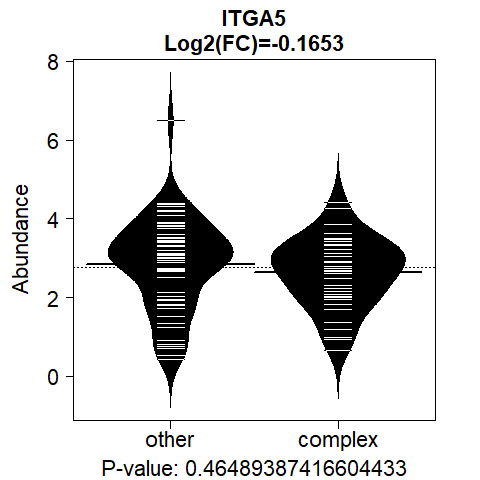 ITGA5
Log2(FC)=-0.1653
Abundance
8
6
4
2
0
other complex
P-value: 0.46489387416604433